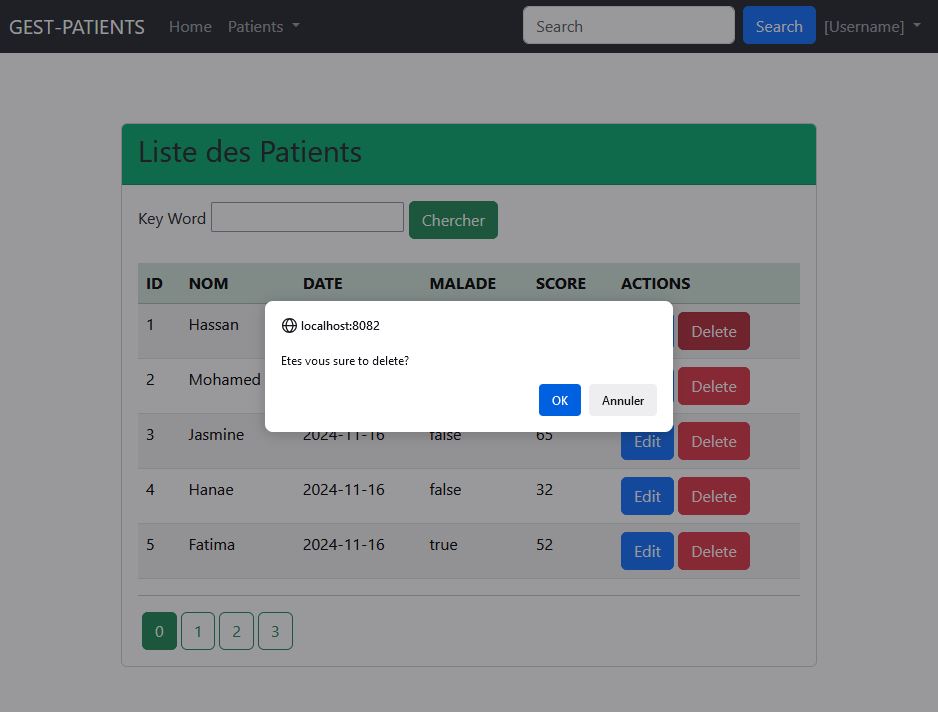 GEST-PATIENTS Home Patients Search Search [Username]
Liste des Patients
Key Word Chercher
ID NOM DATE MALADE SCORE ACTIONS
1 Hassan Delete
2 Mohamed Delete
3 Jasmine 2024-11-16 false 65 Edit Delete
4 Hanae 2024-11-16 false 32 Edit Delete
5 Fatima 2024-11-16 true 52 Edit Delete
0 1 2 3
localhost:8082
Etes vous sure to delete?
OK Annuler